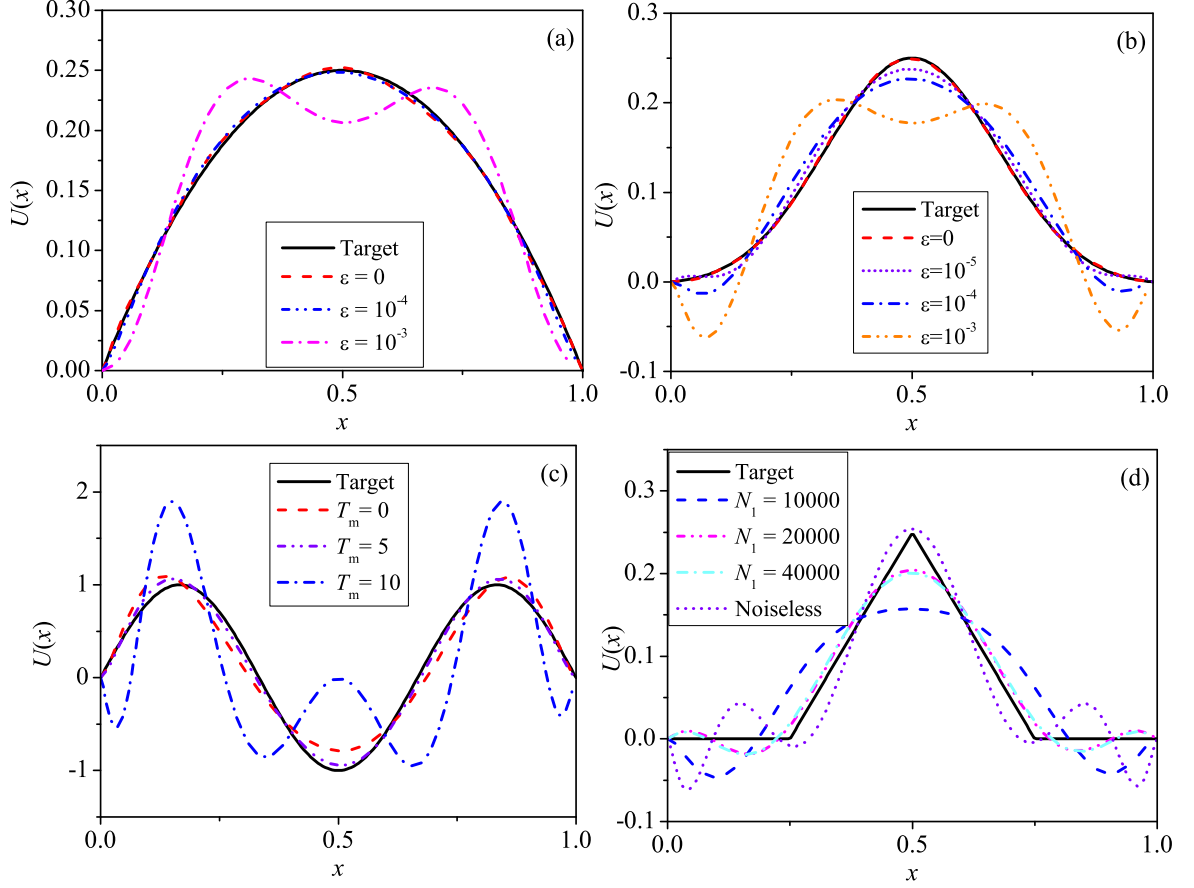 (a)
0.30
0.25
0.20
0.15
0.10
0.05
0.00
U(x)
Target
ε = 0
ε = 10⁻⁴
ε = 10⁻³
0.0
0.5
1.0
x
(b)
0.3
0.2
0.1
0.0
-0.1
U(x)
Target
ε=0
ε=10⁻⁵
ε=10⁻⁴
ε=10⁻³
0.0
0.5
1.0
x
(c)
2
1
0
-1
U(x)
Target
Tₘ = 0
Tₘ = 5
Tₘ = 10
0.0
0.5
1.0
x
(d)
0.3
0.2
0.1
0.0
-0.1
U(x)
Target
N₁ = 10000
N₁ = 20000
N₁ = 40000
Noiseless
0.0
0.5
1.0
x